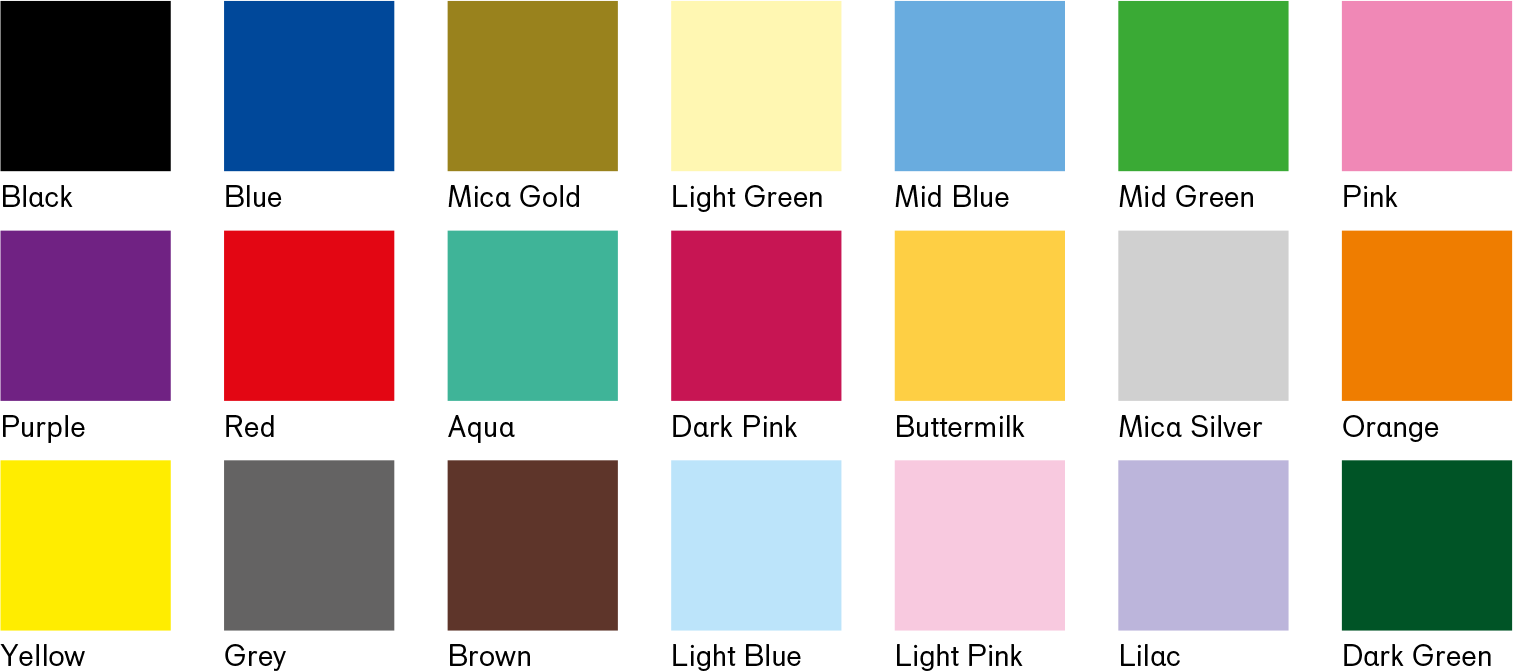 Black
Blue
Mica Gold
Light Green
Mid Blue
Mid Green
Pink
Purple
Red
Aqua
Dark Pink
Buttermilk
Mica Silver
Orange
Yellow
Grey
Brown
Light Blue
Light Pink
Lilac
Dark Green